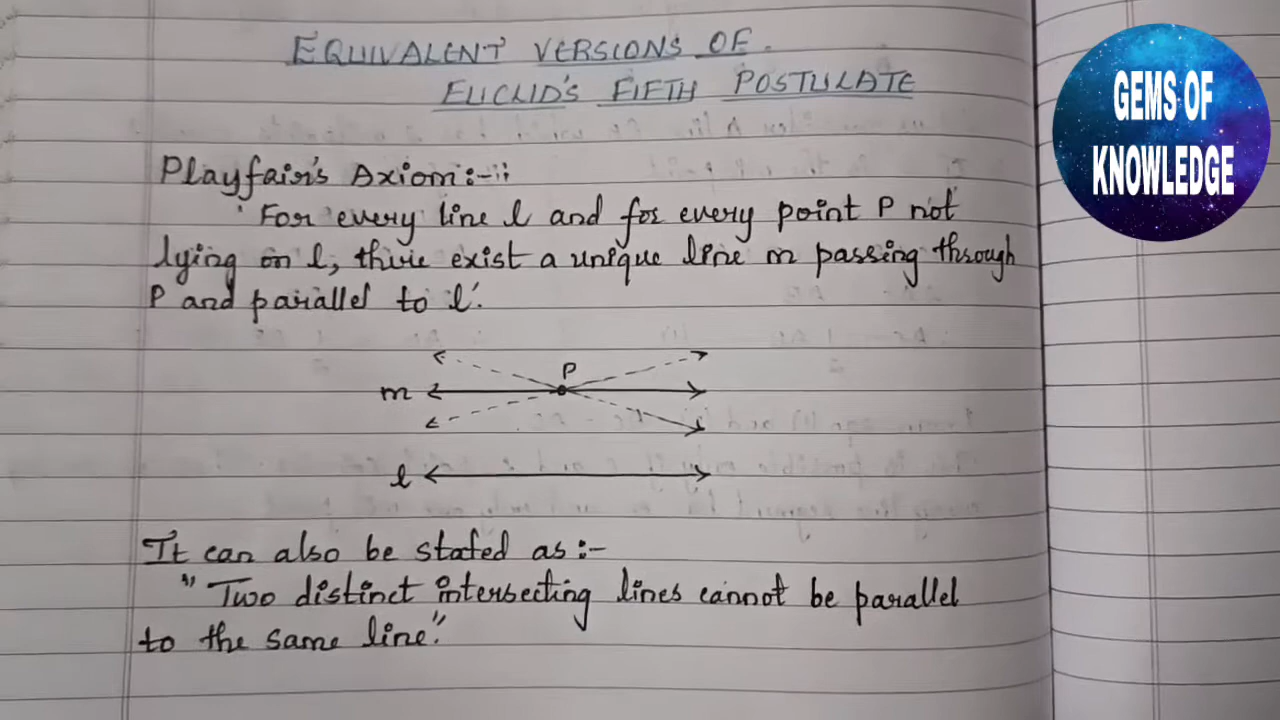 EQUIVALENT VERSIONS OF
EUCLID'S FIFTH POSTULATE
GEMS OF
KNOWLEDGE
Playfair's Axiom:-
'For every line l and for every point P not
lying on l, there exist a unique line m passing through
P and parallel to l'.
P
m
l
It can also be stated as :-
"Two distinct intersecting lines cannot be parallel
to the same line".